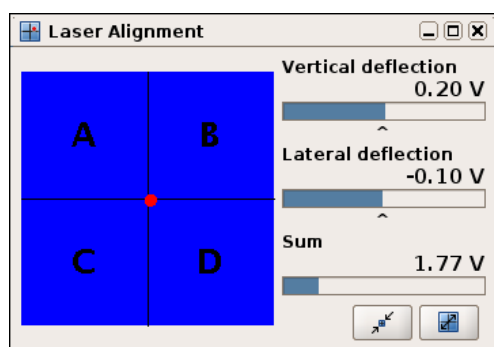 Laser Alignment
A B
C D
Vertical deflection
0.20 V
Lateral deflection
-0.10 V
Sum
1.77 V